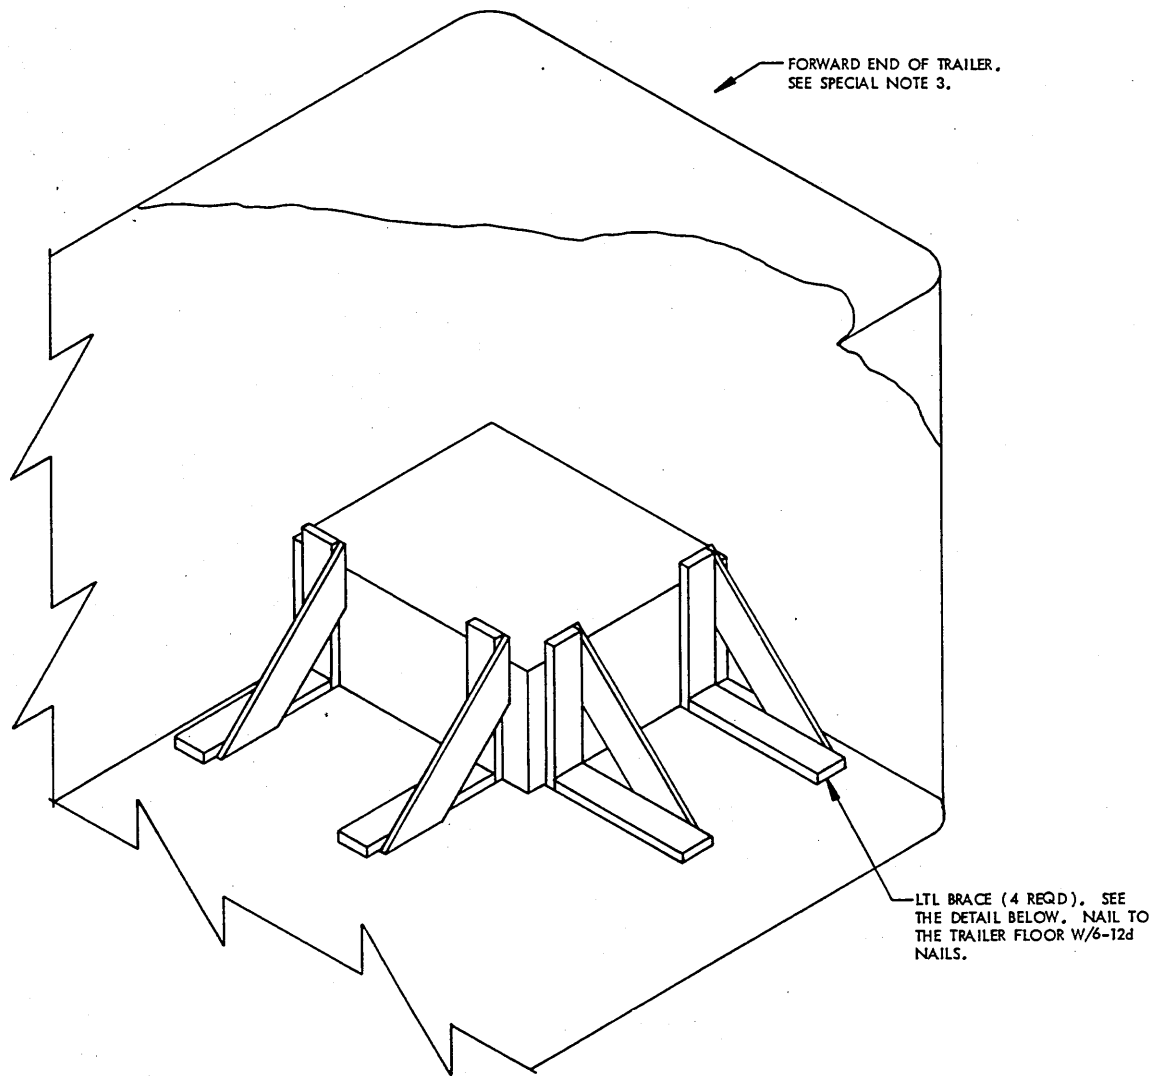 FORWARD END OF TRAILER.
SEE SPECIAL NOTE 3.
LTL BRACE (4 REQD). SEE
THE DETAIL BELOW. NAIL TO
THE TRAILER FLOOR W/6-12d
NAILS.